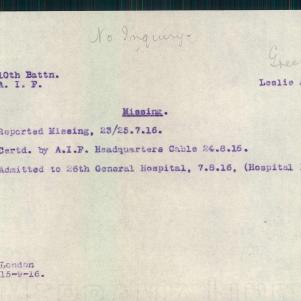 No Inquiry.
10th Battn.
A. I. F.
Leslie
Missing.
Reported Missing, 23/25.7.16.
Certd. by A.I.F. Headquarters Cable 24.8.16.
Admitted to 26th General Hospital, 7.8.16, (Hospital
London
15-9-16.